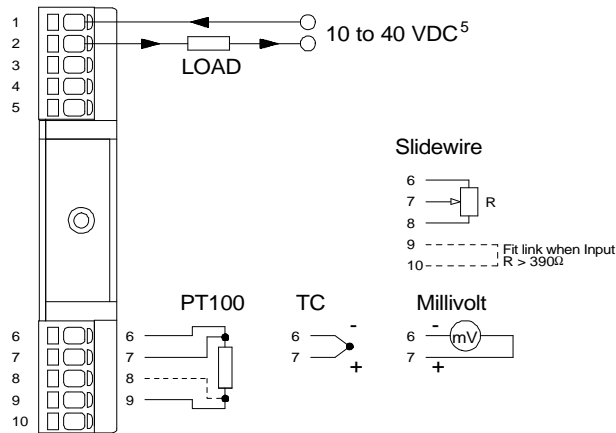 1
2
3
4
5
10 to 40 VDC5
LOAD
Slidewire
6
7
8
9
10
R
Fit link when Input
R > 390Ω
PT100
TC
Millivolt
6
7
8
9
10
6
7
8
9
6
7
-
+
6
7
-
+
mV